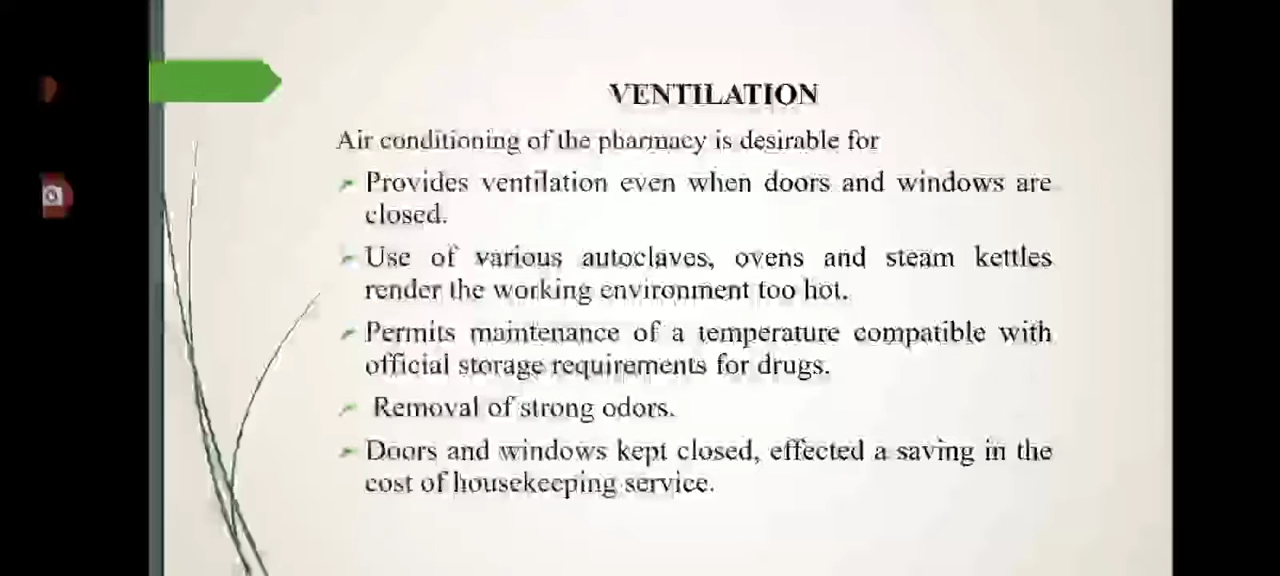 VENTILATION
Air conditioning of the pharmacy is desirable for
Provides ventilation even when doors and windows are
closed.
Use of various autoclaves, ovens and steam kettles
render the working environment too hot.
Permits maintenance of a temperature compatible with
official storage requirements for drugs.
Removal of strong odors.
Doors and windows kept closed, effected a saving in the
cost of housekeeping service.